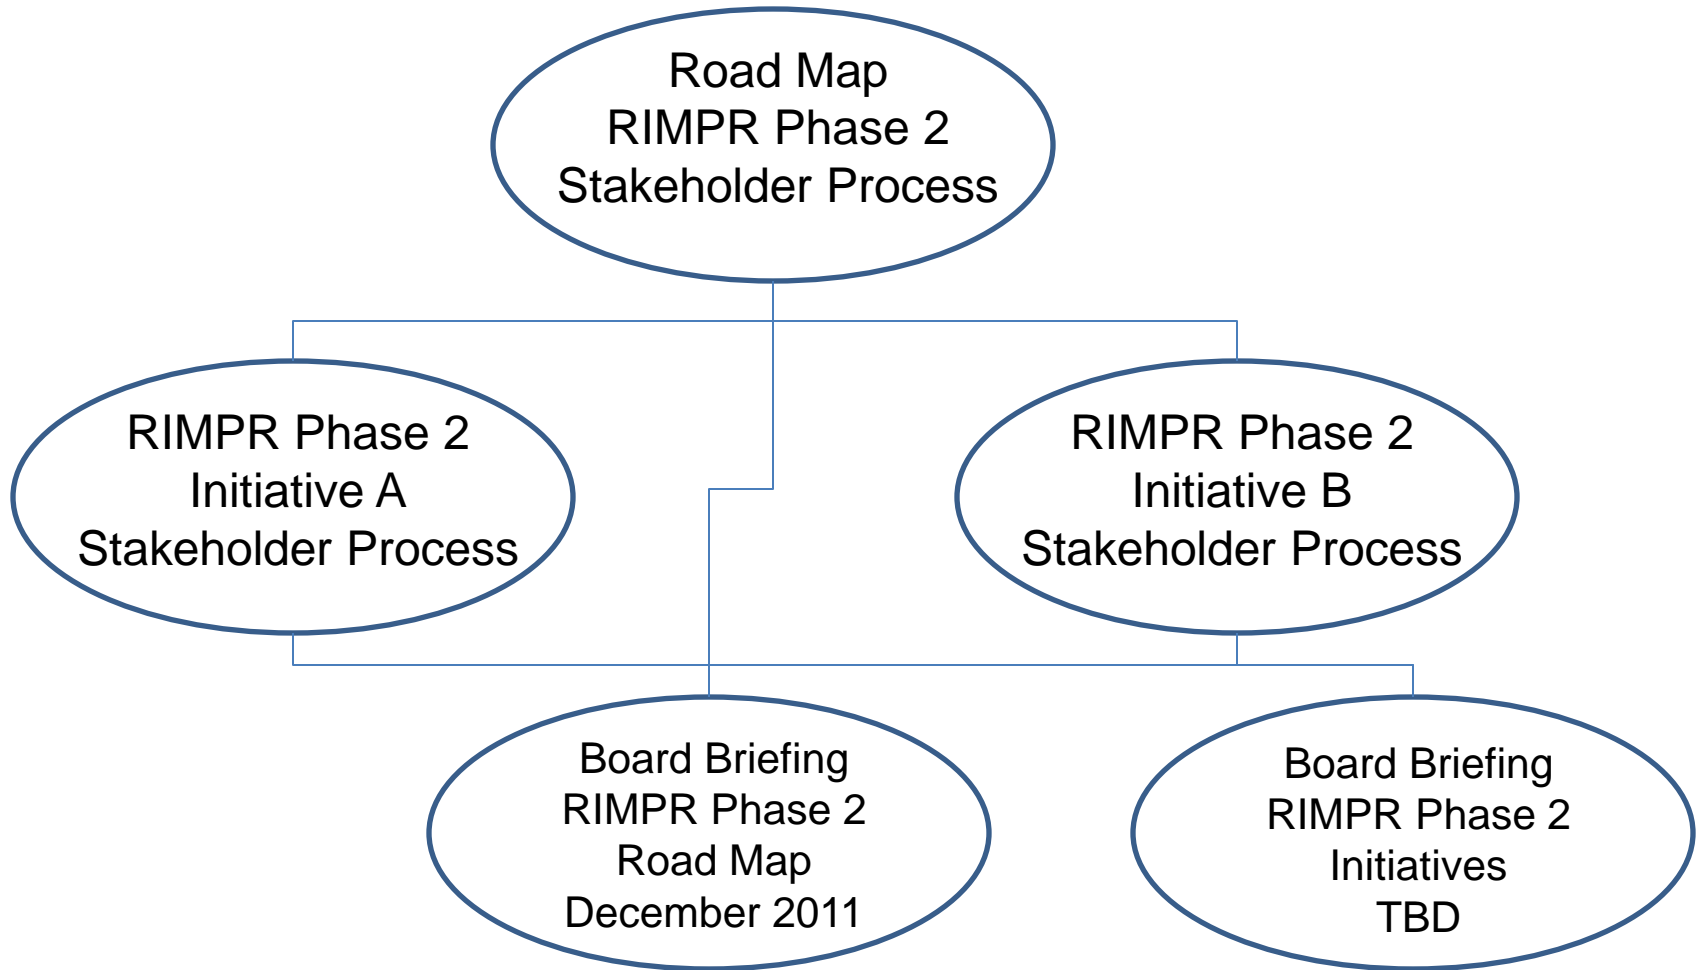 Road Map
RIMPR Phase 2
Stakeholder Process
RIMPR Phase 2
Initiative A
Stakeholder Process
RIMPR Phase 2
Initiative B
Stakeholder Process
Board Briefing
RIMPR Phase 2
Road Map
December 2011
Board Briefing
RIMPR Phase 2
Initiatives
TBD